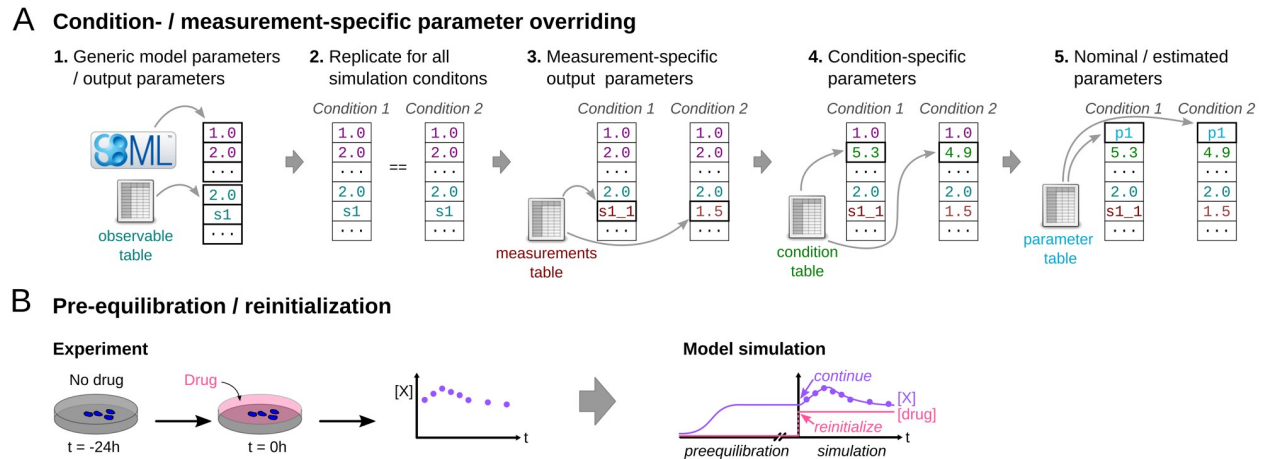 A Condition- / measurement-specific parameter overriding
1. Generic model parameters
/ output parameters
SBML™
observable
table
1.0
2.0
...
2.0
s1
...
2. Replicate for all
simulation conditons
Condition 1 Condition 2
1.0 1.0
2.0 2.0
... ==  ...
2.0 2.0
s1 s1
... ...
3. Measurement-specific
output parameters
Condition 1 Condition 2
1.0 1.0
2.0 2.0
... ...
2.0 2.0
s1_1 1.5
... ...
measurements
table
4. Condition-specific
parameters
Condition 1 Condition 2
1.0 1.0
5.3 4.9
... ...
2.0 2.0
s1_1 1.5
... ...
condition
table
5. Nominal / estimated
parameters
Condition 1 Condition 2
p1 p1
5.3 4.9
... ...
2.0 2.0
s1_1 1.5
... ...
parameter
table
B Pre-equilibration / reinitialization
Experiment
No drug
t = -24h
Drug
t = 0h
[X]
t
Model simulation
continue
[X]
[drug]
reinitialize
t
preequilibration simulation